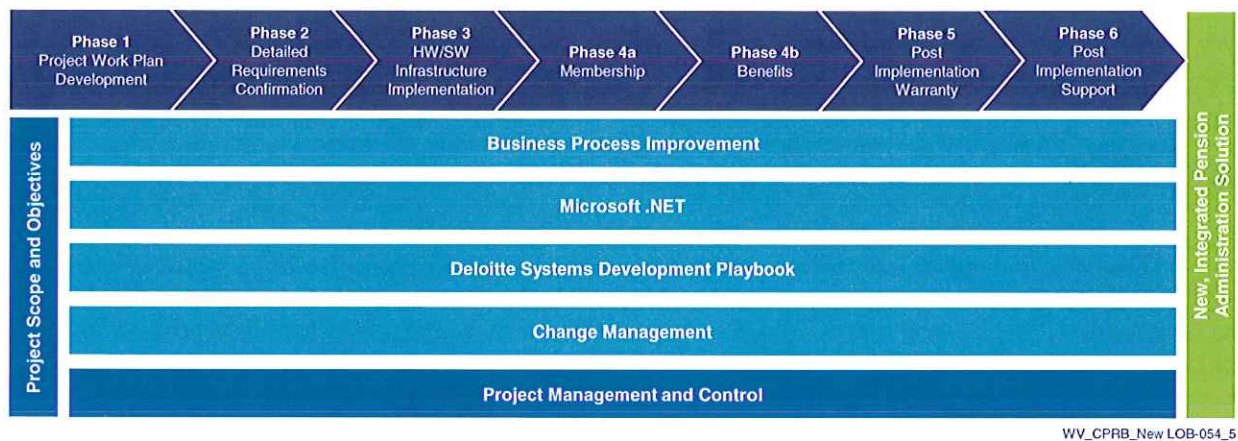 Phase 1
Project Work Plan
Development
Phase 2
Detailed
Requirements
Confirmation
Phase 3
HW/SW
Infrastructure
Implementation
Phase 4a
Membership
Phase 4b
Benefits
Phase 5
Post
Implementation
Warranty
Phase 6
Post
Implementation
Support
Project Scope and Objectives
Business Process Improvement
Microsoft .NET
Deloitte Systems Development Playbook
Change Management
Project Management and Control
New, Integrated Pension
Administration Solution
WV_CPRB_New LOB-054_5